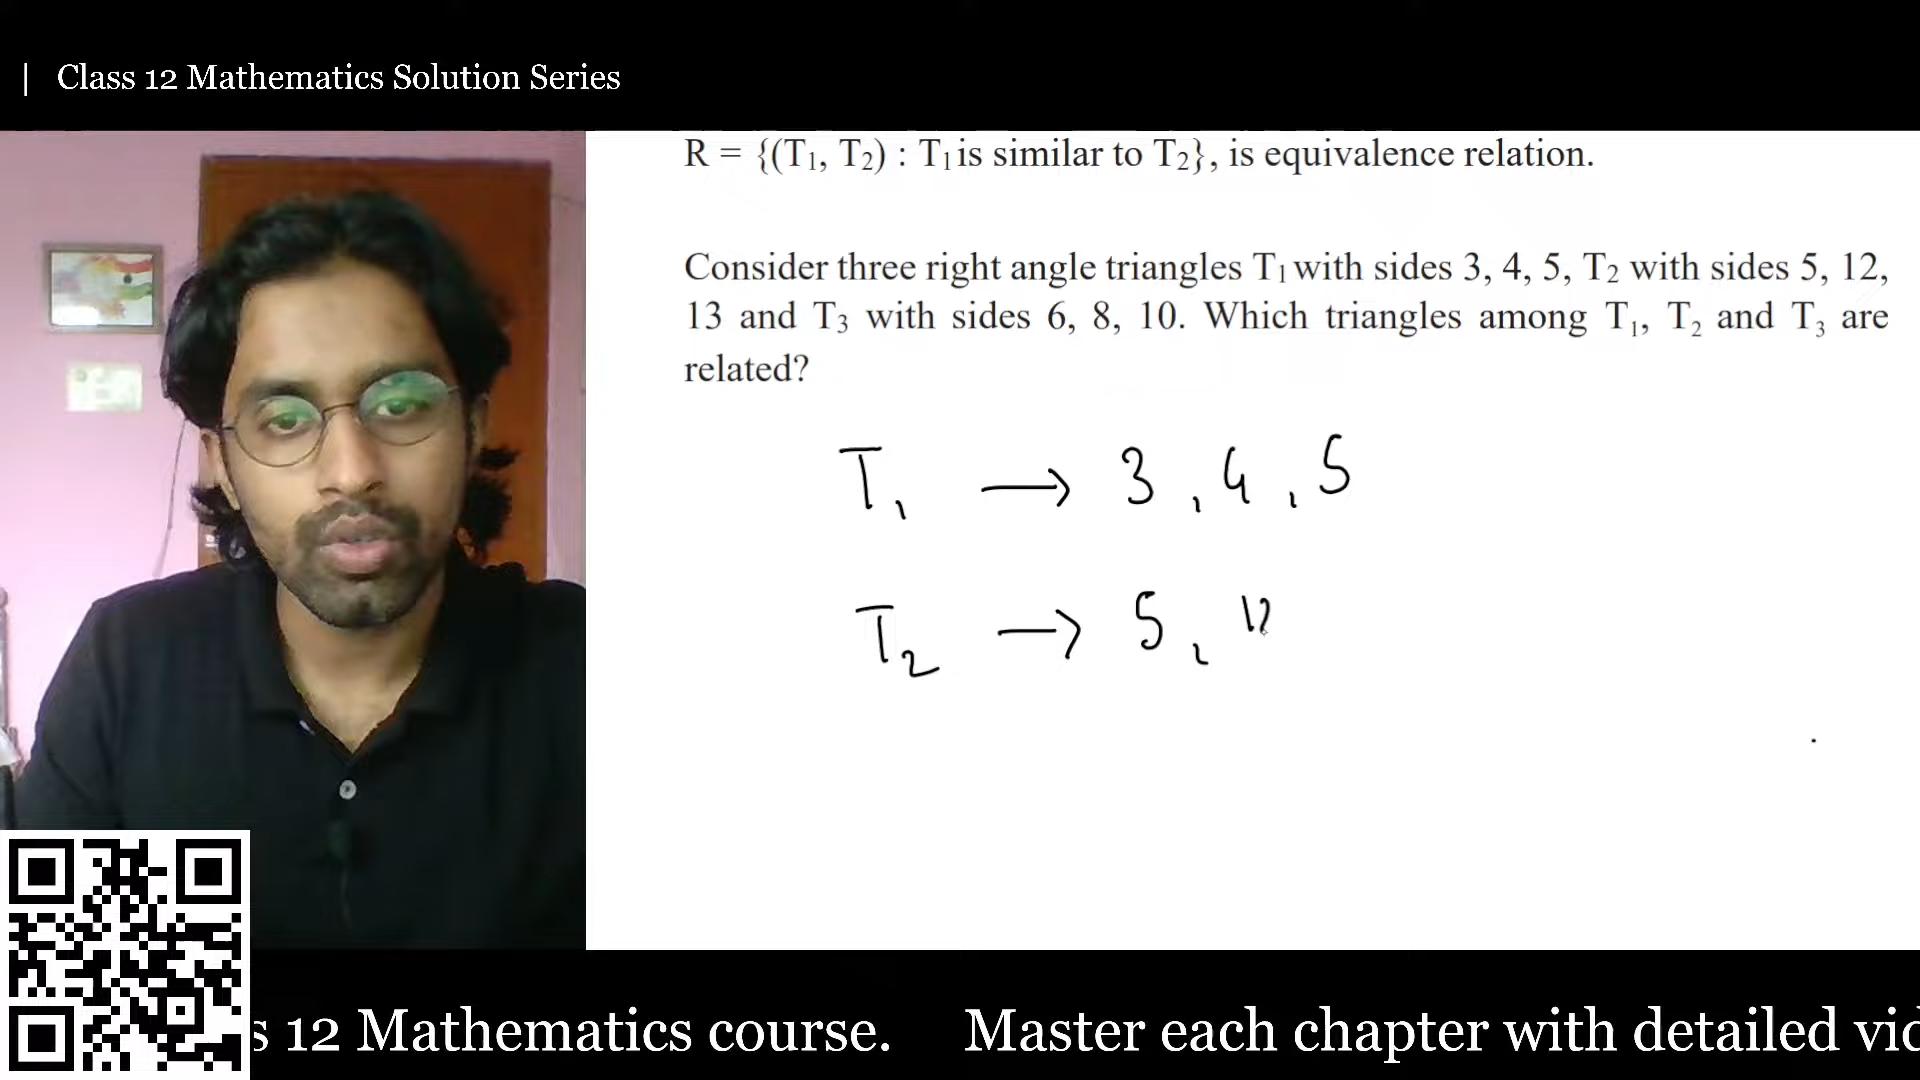 | Class 12 Mathematics Solution Series
R = {(T₁, T₂) : T₁ is similar to T₂}, is equivalence relation.
Consider three right angle triangles T₁ with sides 3, 4, 5, T₂ with sides 5, 12,
13 and T₃ with sides 6, 8, 10. Which triangles among T₁, T₂ and T₃ are
related?
T₁ → 3, 4, 5
T₂ → 5, 12
s 12 Mathematics course. Master each chapter with detailed vid